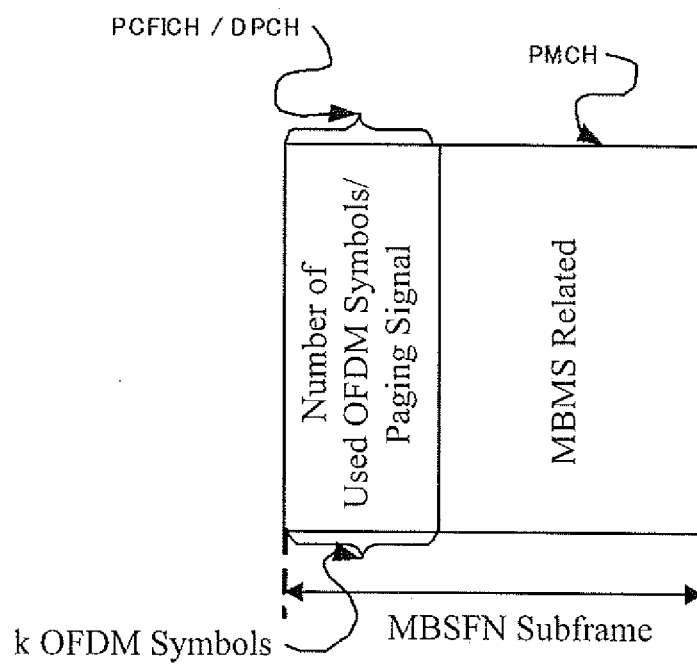 PCFICH / DPCH
PMCH
Number of
Used OFDM Symbols/
Paging Signal
MBMS Related
k OFDM Symbols
MBSFN Subframe